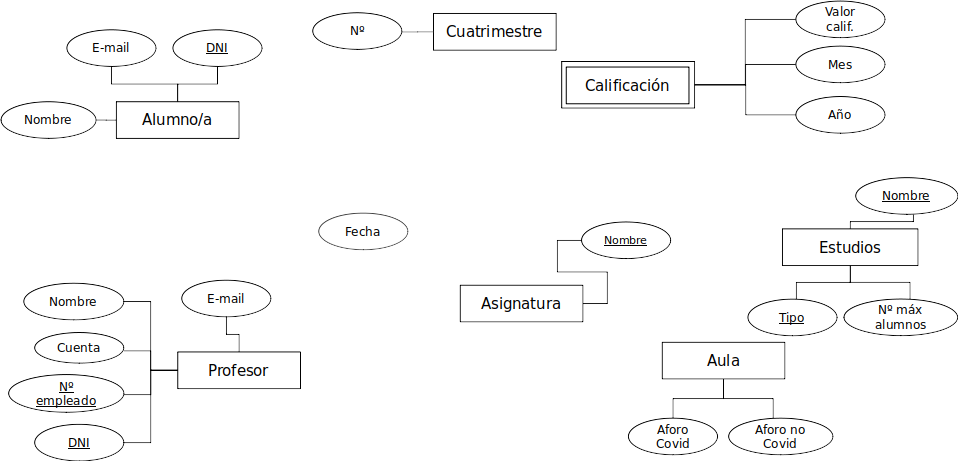 Valor
calif.
Nº
Cuatrimestre
E-mail
DNI
Mes
Calificación
Nombre
Alumno/a
Año
Nombre
Fecha
Nombre
Estudios
Nombre
E-mail
Asignatura
Tipo
Nº máx
alumnos
Cuenta
Aula
Profesor
Nº
empleado
DNI
Aforo
Covid
Aforo no
Covid